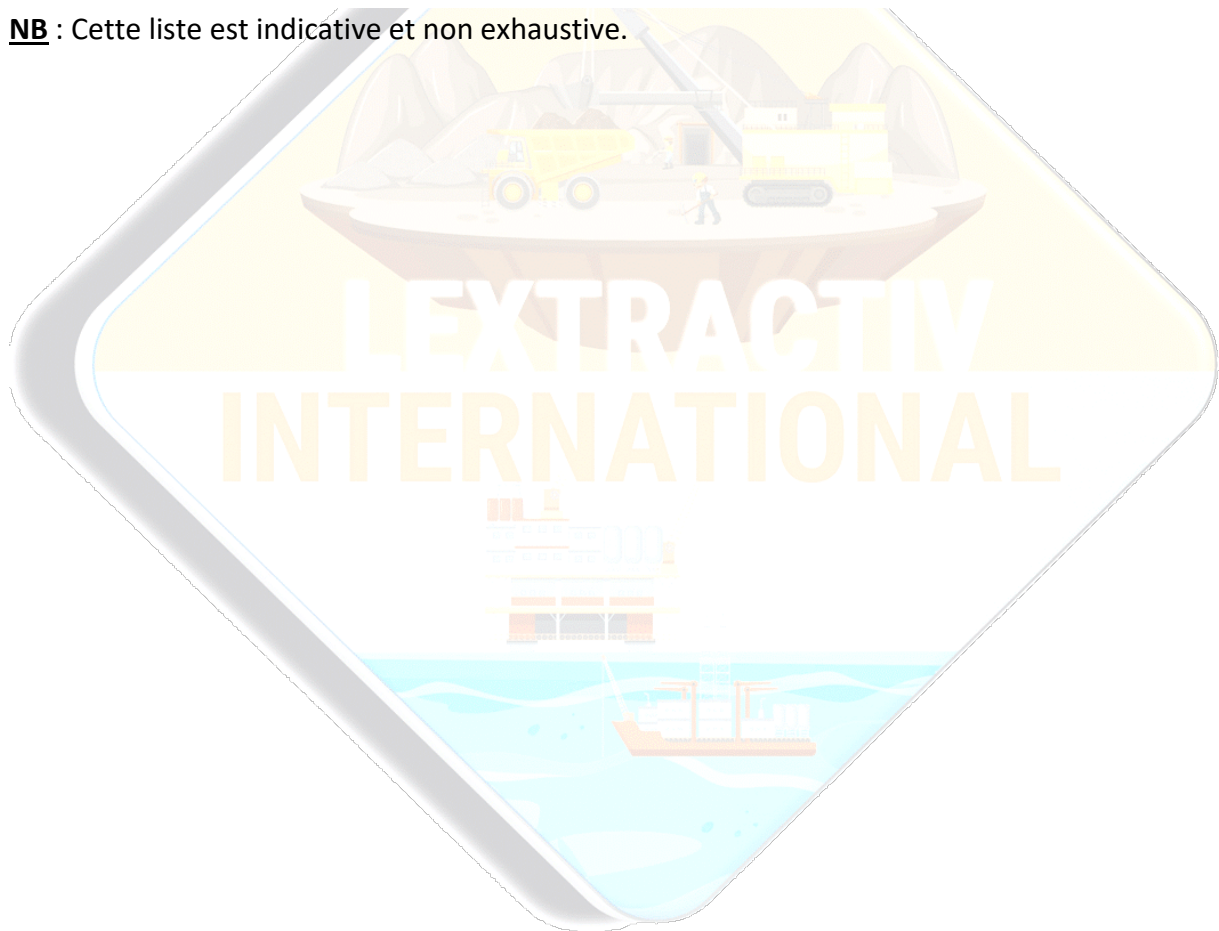 NB : Cette liste est indicative et non exhaustive.
LEXTRACTIV
INTERNATIONAL